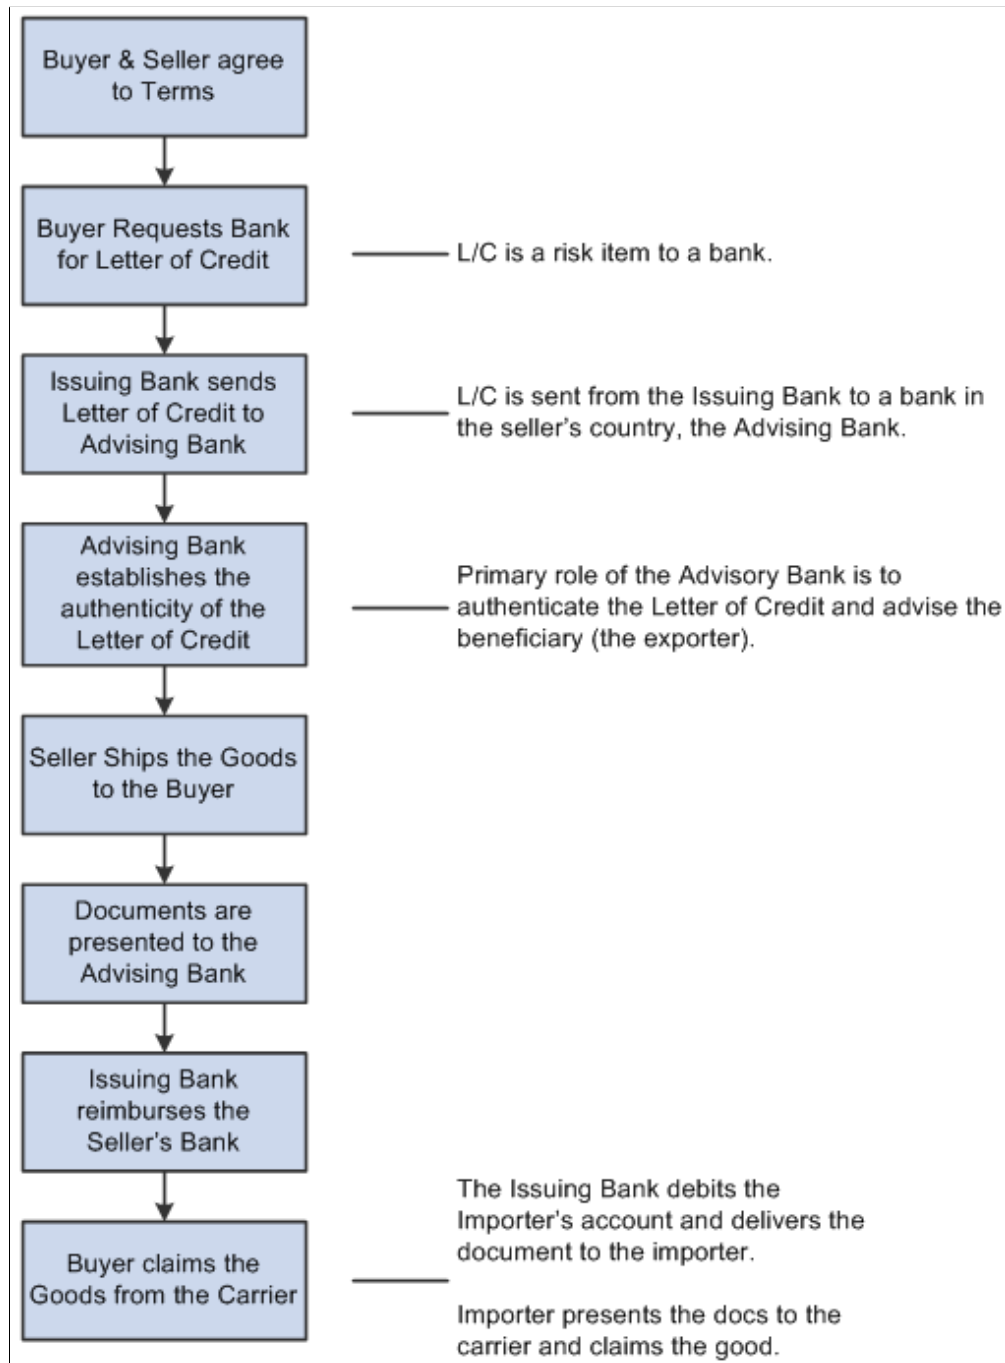 Buyer & Seller agree
to Terms
Buyer Requests Bank
for Letter of Credit
L/C is a risk item to a bank.
Issuing Bank sends
Letter of Credit to
Advising Bank
L/C is sent from the Issuing Bank to a bank in
the seller's country, the Advising Bank.
Advising Bank
establishes the
authenticity of the
Letter of Credit
Primary role of the Advisory Bank is to
authenticate the Letter of Credit and advise the
beneficiary (the exporter).
Seller Ships the Goods
to the Buyer
Documents are
presented to the
Advising Bank
Issuing Bank
reimburses the
Seller's Bank
Buyer claims the
Goods from the Carrier
The Issuing Bank debits the
Importer's account and delivers the
document to the importer.
Importer presents the docs to the
carrier and claims the good.